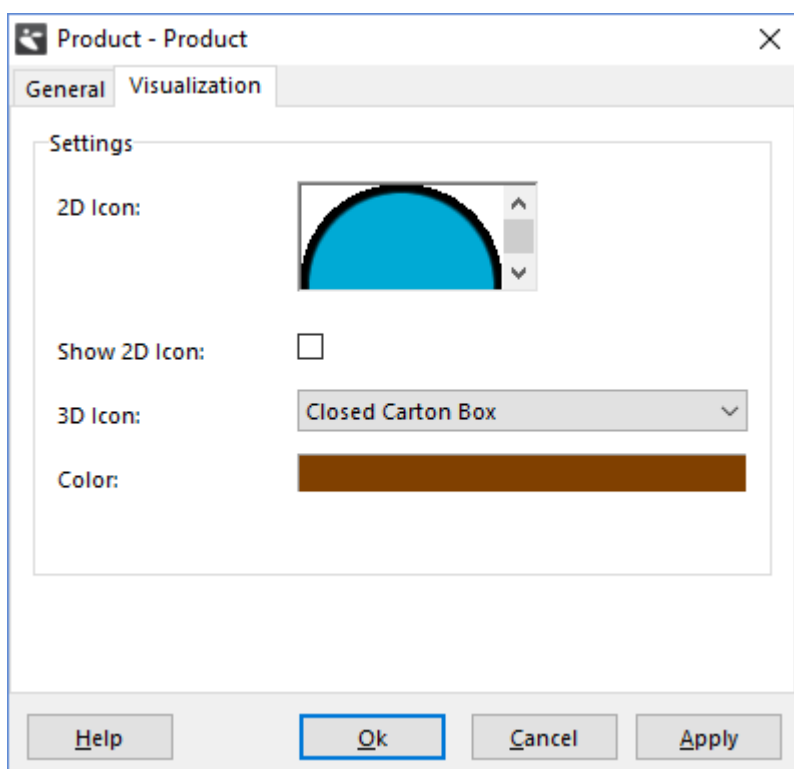 Product - Product
General Visualization
Settings
2D Icon:
Show 2D Icon:
3D Icon: Closed Carton Box
Color:
Help Ok Cancel Apply